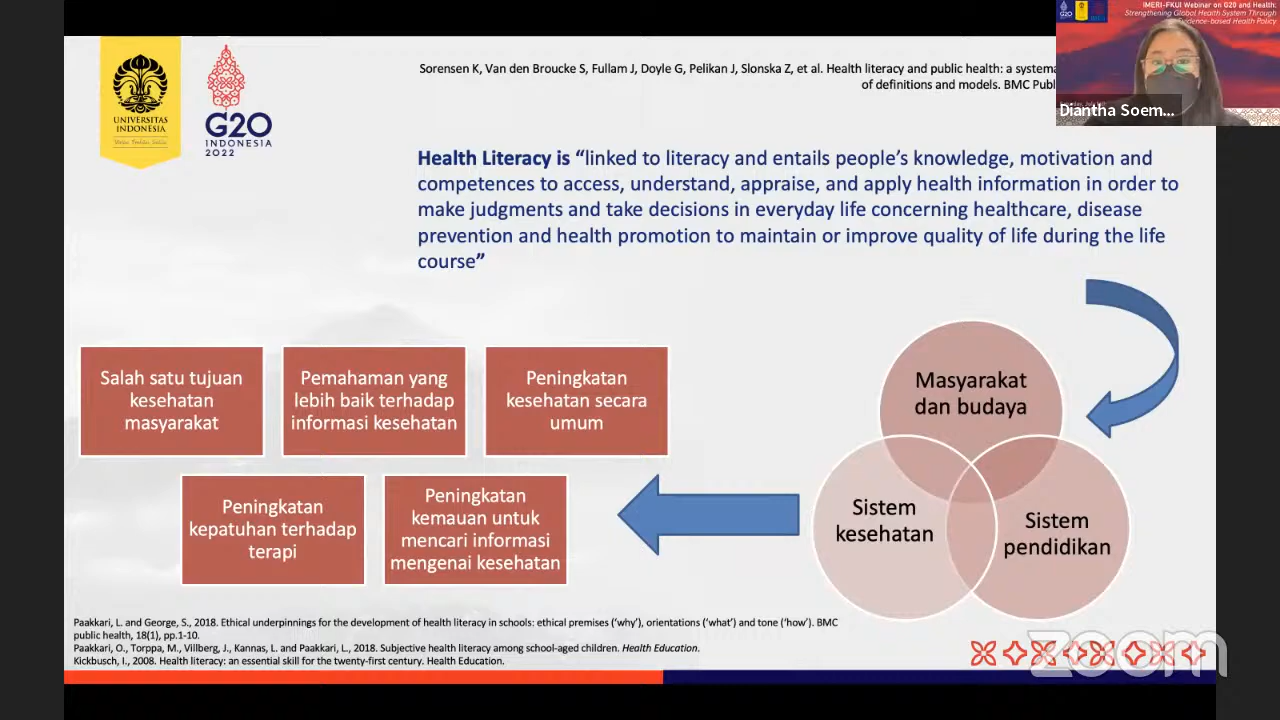 UNIVERSITAS
INDONESIA
G20
INDONESIA
2022
Sorensen K, Van den Broucke S, Fullam J, Doyle G, Pelikan J, Slonska Z, et al. Health literacy and public health: a
of definitions and models. BMC
IMERI-FKUI Webinar on G20 and Health:
Strengthening Global Health System Through
Evidence-based Health Policy
Diantha Soem...
Health Literacy is “linked to literacy and entails people’s knowledge, motivation and
competences to access, understand, appraise, and apply health information in order to
make judgments and take decisions in everyday life concerning healthcare, disease
prevention and health promotion to maintain or improve quality of life during the life
course”
Salah satu tujuan
kesehatan
masyarakat
Pemahaman yang
lebih baik terhadap
informasi kesehatan
Peningkatan
kesehatan secara
umum
Peningkatan
kepatuhan terhadap
terapi
Peningkatan
kemauan untuk
mencari informasi
mengenai kesehatan
Masyarakat
dan budaya
Sistem
kesehatan
Sistem
pendidikan
Paakkari, L. and George, S., 2018. Ethical underpinnings for the development of health literacy in schools: ethical premises (‘why’), orientations (‘what’) and tone (‘how’). BMC
public health, 18(1), pp.1-10.
Paakkari, O., Torppa, M., Villberg, J., Kannas, L. and Paakkari, L., 2018. Subjective health literacy among school-aged children. Health Education.
Kickbusch, I., 2008. Health literacy: an essential skill for the twenty-first century. Health Education.
zoom